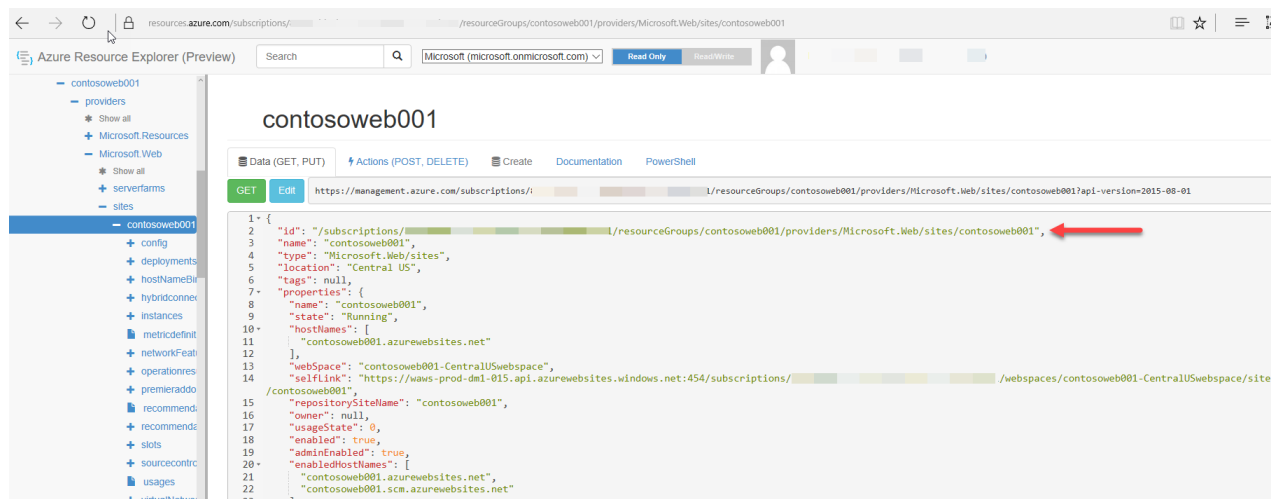 resources.azure.com/subscriptions/ /resourceGroups/contosoweb001/providers/Microsoft.Web/sites/contosoweb001
Azure Resource Explorer (Preview)
Search
Microsoft (microsoft.onmicrosoft.com)
Read Only
Read/Write
contosoweb001
providers
Show all
Microsoft.Resources
Microsoft.Web
Show all
serverfarms
sites
contosoweb001
config
deployments
hostNameBin
hybridconnec
instances
metricdefinit
networkFeatu
operationres
premieraddo
recommenda
recommenda
slots
sourcecontro
usages
virtualNetwor
contosoweb001
Data (GET, PUT)
Actions (POST, DELETE)
Create
Documentation
PowerShell
GET
Edit
https://management.azure.com/subscriptions/ /resourceGroups/contosoweb001/providers/Microsoft.Web/sites/contosoweb001?api-version=2015-08-01
1 {
2 "id": "/subscriptions/ /resourceGroups/contosoweb001/providers/Microsoft.Web/sites/contosoweb001",
3 "name": "contosoweb001",
4 "type": "Microsoft.Web/sites",
5 "location": "Central US",
6 "tags": null,
7 "properties": {
8 "name": "contosoweb001",
9 "state": "Running",
10 "hostNames": [
11 "contosoweb001.azurewebsites.net"
12 ],
13 "webSpace": "contosoweb001-CentralUSwebspace",
14 "selfLink": "https://waws-prod-dm1-015.api.azurewebsites.windows.net:454/subscriptions/ /webspaces/contosoweb001-CentralUSwebspace/site
/contosoweb001",
15 "repositorySiteName": "contosoweb001",
16 "owner": null,
17 "usageState": 0,
18 "enabled": true,
19 "adminEnabled": true,
20 "enabledHostNames": [
21 "contosoweb001.azurewebsites.net",
22 "contosoweb001.scm.azurewebsites.net"